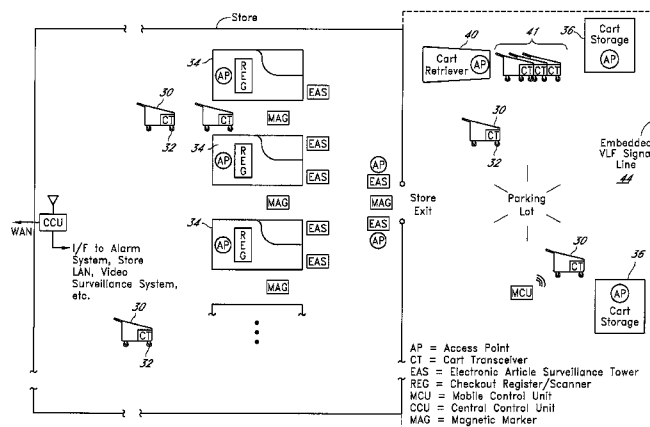 Store
34
REG
AP
EAS
MAG
30
CT
32
CT
34
AP
REG
EAS
EAS
MAG
34
AP
REG
EAS
EAS
MAG
AP
EAS
MAG
EAS
AP
Store
Exit
WAN
CCU
I/F to Alarm
System, Store
LAN, Video
Surveillance System,
etc.
30
CT
32
40
Cart
Retriever
AP
41
CT CT CT
36
Cart
Storage
AP
30
CT
32
Embedded
VLF Signal
Line
44
Parking
Lot
30
CT
MCU
36
AP
Cart
Storage
AP = Access Point
CT = Cart Transceiver
EAS = Electronic Article Surveillance Tower
REG = Checkout Register/Scanner
MCU = Mobile Control Unit
CCU = Central Control Unit
MAG = Magnetic Marker